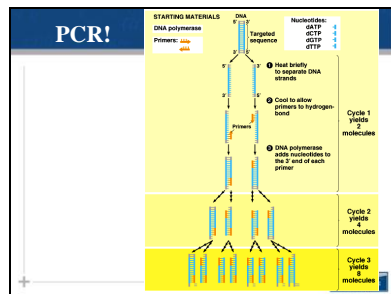 PCR!
STARTING MATERIALS
DNA polymerase
Primers:
DNA
Targeted
sequence
Nucleotides:
dATP
dCTP
dGTP
dTTP
3' 5'
5' 3'
1 Heat briefly
to separate DNA
strands
3' 5'
2 Cool to allow
primers to hydrogen-
bond
Primers
3 DNA polymerase
adds nucleotides to
the 3' end of each
primer
Cycle 1
yields
2
molecules
Cycle 2
yields
4
molecules
Cycle 3
yields
8
molecules